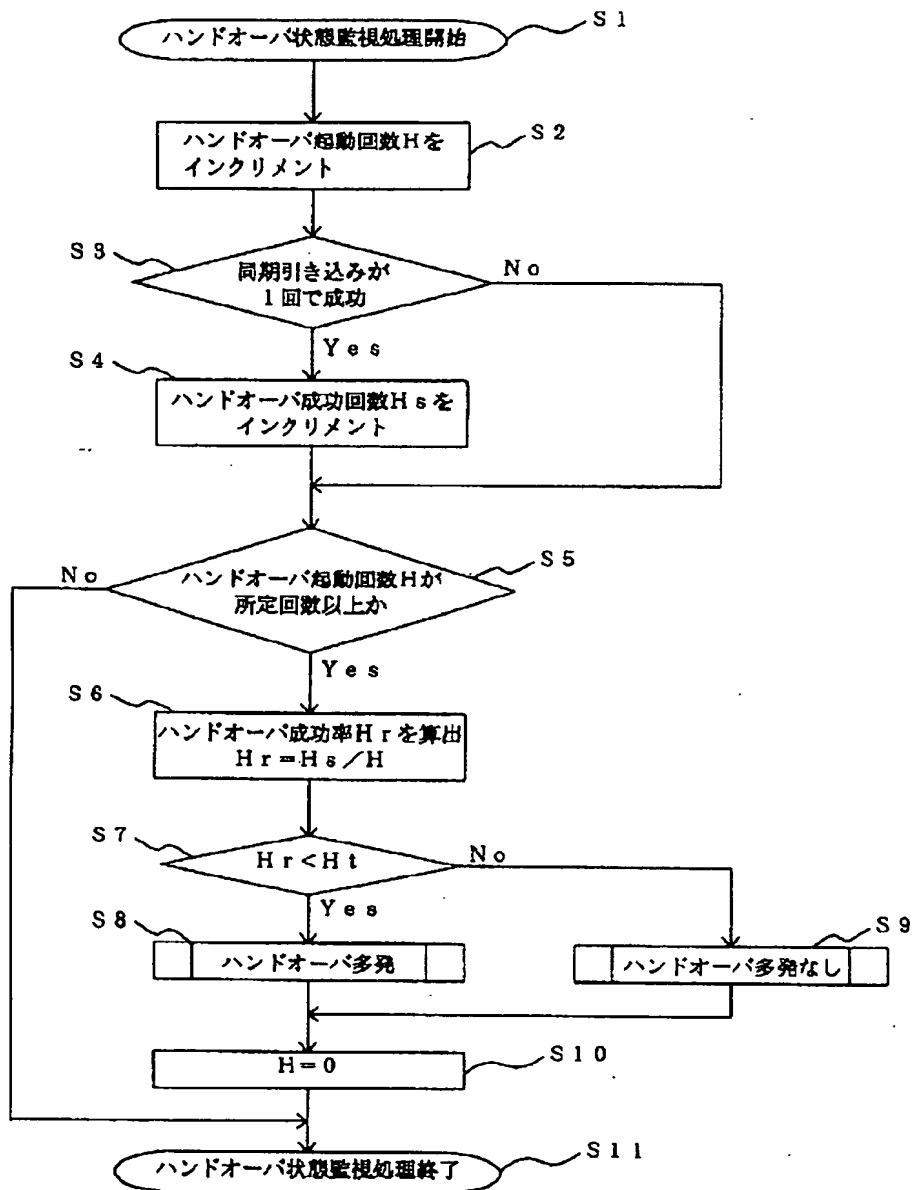 S1
ハンドオーバ状態監視処理開始
S2
ハンドオーバ起動回数Hを
インクリメント
S3
同期引き込みが
1回で成功
No
Yes
S4
ハンドオーバ成功回数Hsを
インクリメント
S5
No
ハンドオーバ起動回数Hが
所定回数以上か
Yes
S6
ハンドオーバ成功率Hrを算出
Hr=Hs/H
S7
Hr<Ht
No
Yes
S8
ハンドオーバ多発
S9
ハンドオーバ多発なし
S10
H=0
S11
ハンドオーバ状態監視処理終了